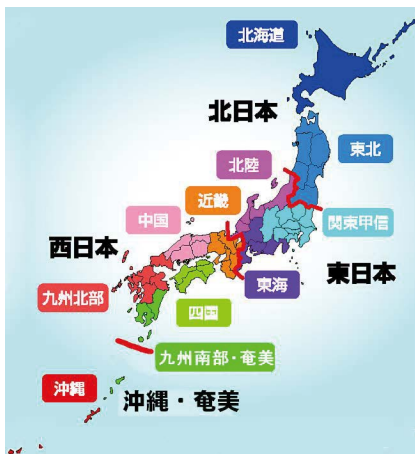 北海道
北日本
東北
北陸
近畿
関東甲信
中国
西日本
東日本
東海
九州北部
四国
九州南部・奄美
沖縄
沖縄・奄美